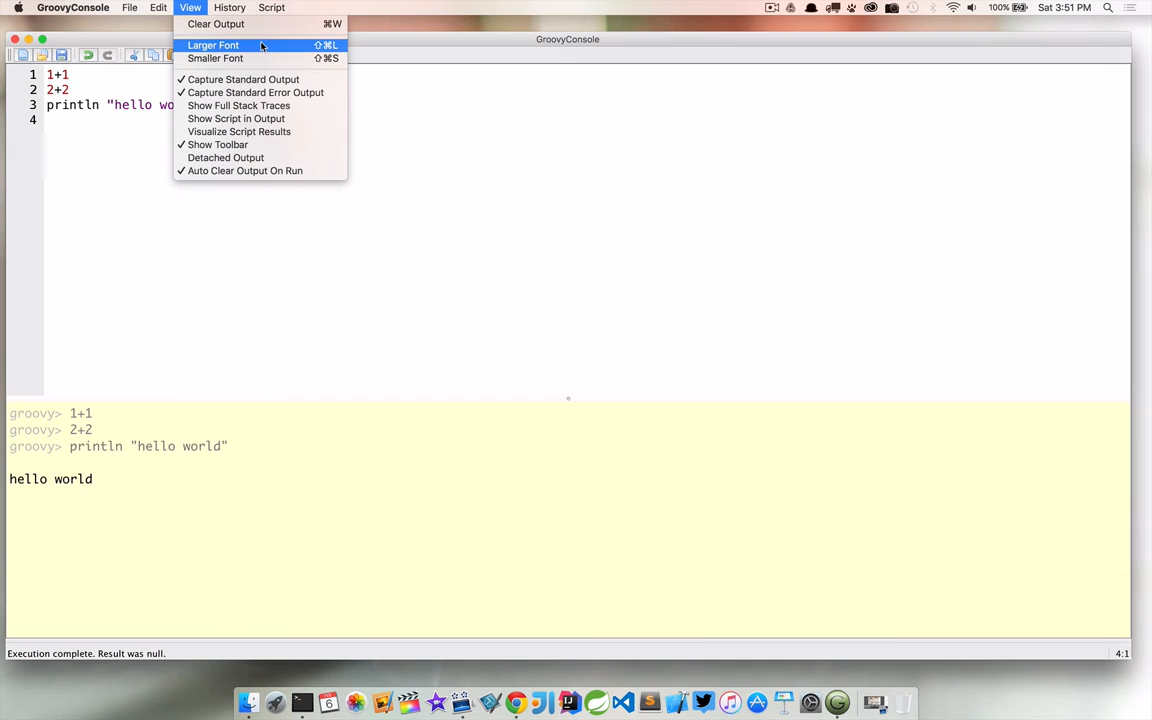 GroovyConsole File Edit View History Script 100% Sat 3:51 PM
Clear Output ⌘W
GroovyConsole
Larger Font ⇧⌘L
Smaller Font ⇧⌘S
Capture Standard Output
Capture Standard Error Output
Show Full Stack Traces
Show Script in Output
Visualize Script Results
Show Toolbar
Detached Output
Auto Clear Output On Run
1 1+1
2 2+2
3 println "hello wo
4
groovy> 1+1
groovy> 2+2
groovy> println "hello world"
hello world
Execution complete. Result was null. 4:1